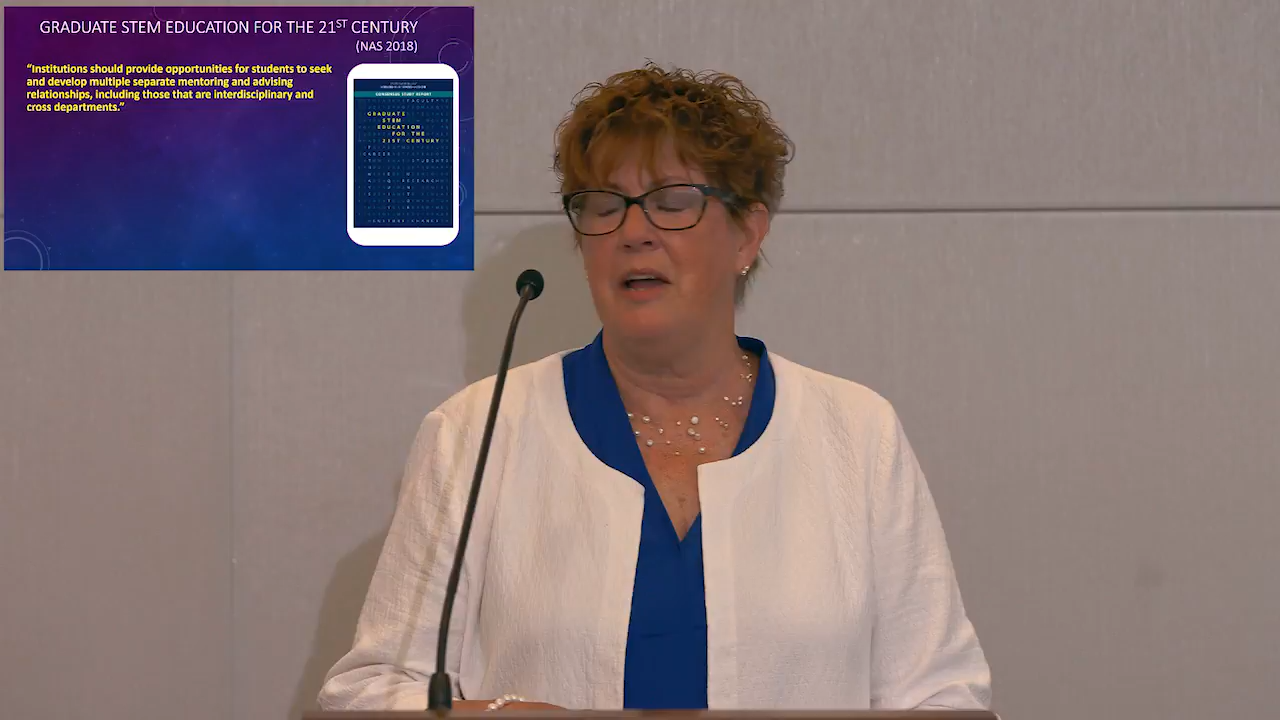 GRADUATE STEM EDUCATION FOR THE 21ST CENTURY
(NAS 2018)
“Institutions should provide opportunities for students to seek
and develop multiple separate mentoring and advising
relationships, including those that are interdisciplinary and
cross departments.”
CONSENSUS STUDY REPORT
GRADUATE
STEM
EDUCATION
FOR THE
21ST CENTURY